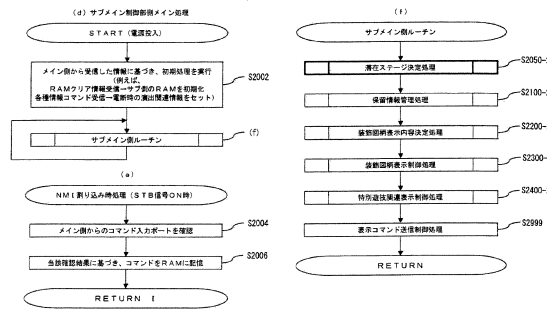 (d) サブメイン制御部側メイン処理
START (電源投入)
メイン側から受信した情報に基づき、初期処理を実行
(例えば、
RAMクリア情報受信→サブ側のRAMを初期化
各種情報コマンド受信→電断時の演出関連情報をセット)
S2002
サブメイン側ルーチン
(f)
(e)
NMI割り込み時処理 (STB信号ON時)
メイン側からのコマンド入力ポートを確認
S2004
当該確認結果に基づき、コマンドをRAMに記憶
S2006
RETURN I
(f)
サブメイン側ルーチン
滞在ステージ決定処理
S2050-
保留情報管理処理
S2100-
装飾図柄表示内容決定処理
S2200-
装飾図柄表示制御処理
S2300-
特別遊技関連表示制御処理
S2400-
表示コマンド送信制御処理
S2999
RETURN